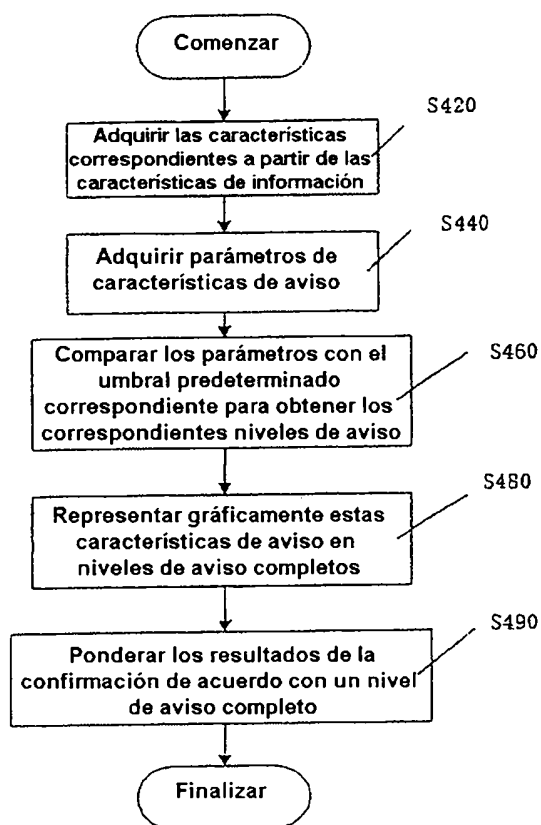 Comenzar
S420
Adquirir las características
correspondientes a partir de las
características de información
S440
Adquirir parámetros de
características de aviso
S460
Comparar los parámetros con el
umbral predeterminado
correspondiente para obtener los
correspondientes niveles de aviso
S480
Representar gráficamente estas
características de aviso en
niveles de aviso completos
S490
Ponderar los resultados de la
confirmación de acuerdo con un nivel
de aviso completo
Finalizar